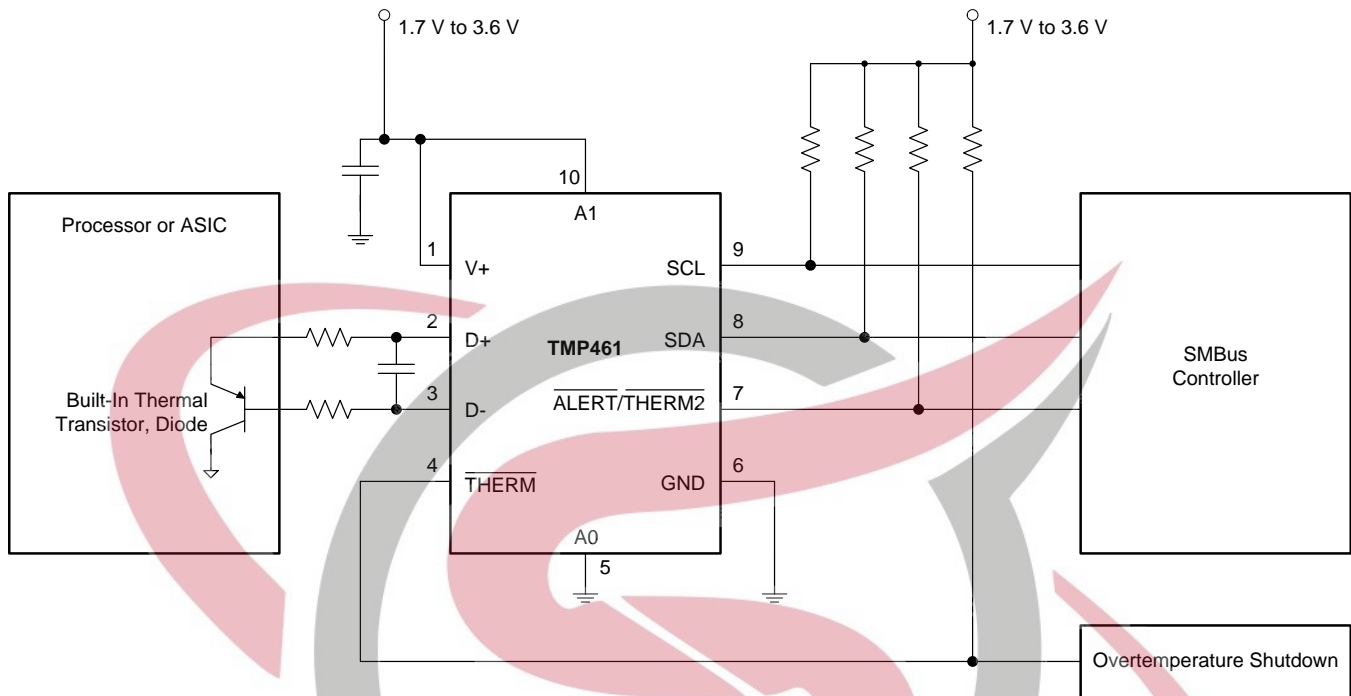 1.7 V to 3.6 V
1.7 V to 3.6 V
Processor or ASIC
Built-In Thermal
Transistor, Diode
10
A1
1
V+
2
D+
3
D-
4
THERM
TMP461
SCL
9
SDA
8
ALERT/THERM2
7
GND
6
A0
5
SMBus
Controller
Overtemperature Shutdown